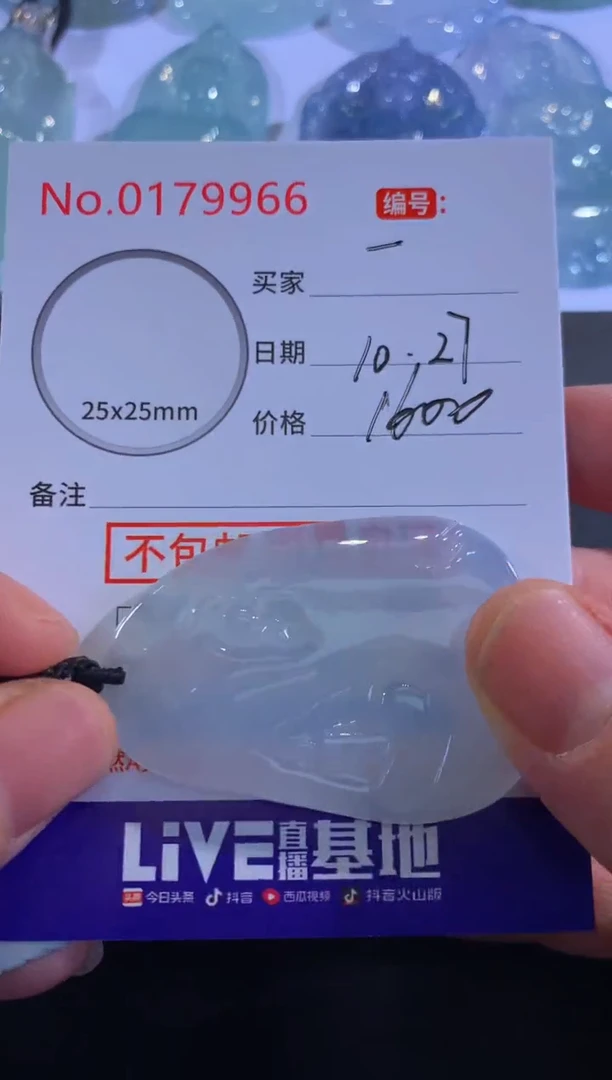 No.0179966 编号:
一
买家
日期 10.27
25x25mm
价格 1600
备注
不包
LiVE直播基地
今日头条 抖音 西瓜视频 抖音火山版